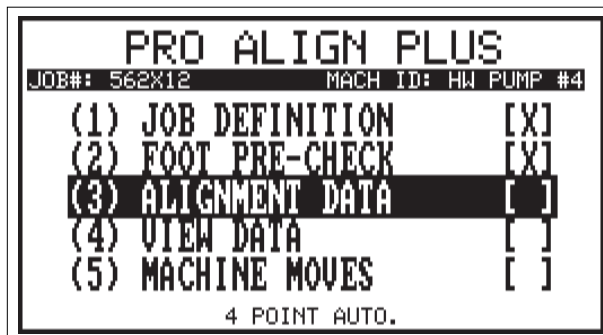 PRO ALIGN PLUS
JOB#: 562X12 MACH ID: HW PUMP #4
(1) JOB DEFINITION [X]
(2) FOOT PRE-CHECK [X]
(3) ALIGNMENT DATA [ ]
(4) VIEW DATA [ ]
(5) MACHINE MOVES [ ]
4 POINT AUTO.